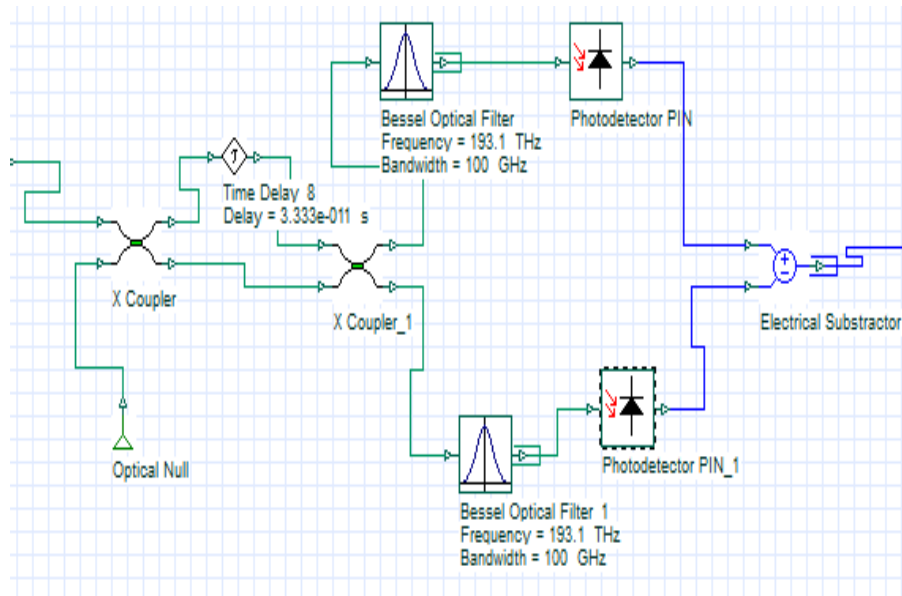 Bessel Optical Filter
Frequency = 193.1 THz
Bandwidth = 100 GHz
Photodetector PIN
Time Delay 8
Delay = 3.333e-011 s
X Coupler
X Coupler_1
Electrical Substractor
Optical Null
Photodetector PIN_1
Bessel Optical Filter 1
Frequency = 193.1 THz
Bandwidth = 100 GHz